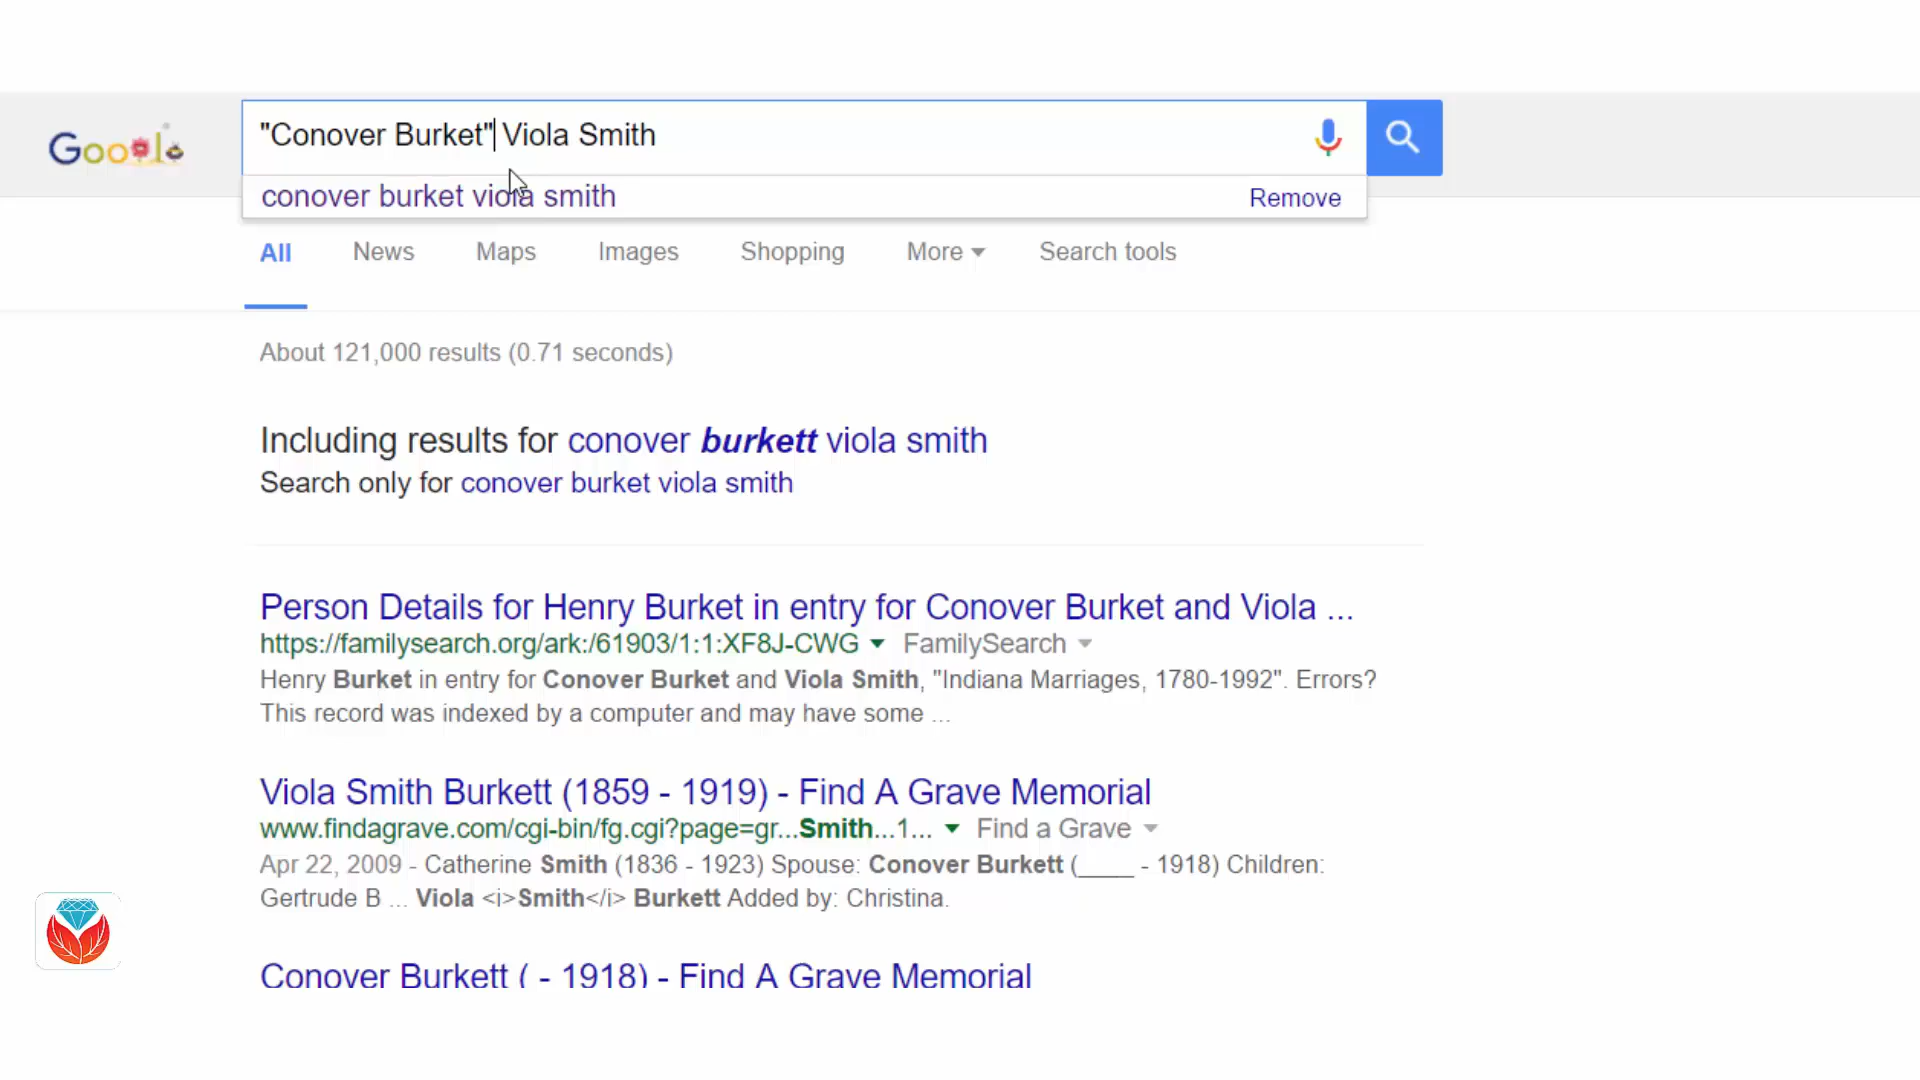 Google
"Conover Burket" Viola Smith
conover burket viola smith Remove
All News Maps Images Shopping More Search tools
About 121,000 results (0.71 seconds)
Including results for conover burkett viola smith
Search only for conover burket viola smith
Person Details for Henry Burket in entry for Conover Burket and Viola ...
https://familysearch.org/ark:/61903/1:1:XF8J-CWG FamilySearch
Henry Burket in entry for Conover Burket and Viola Smith, "Indiana Marriages, 1780-1992". Errors?
This record was indexed by a computer and may have some ...
Viola Smith Burkett (1859 - 1919) - Find A Grave Memorial
www.findagrave.com/cgi-bin/fg.cgi?page=gr...Smith...1... Find a Grave
Apr 22, 2009 - Catherine Smith (1836 - 1923) Spouse: Conover Burkett (____ - 1918) Children:
Gertrude B ... Viola <i>Smith</i> Burkett Added by: Christina.
Conover Burkett ( - 1918) - Find A Grave Memorial